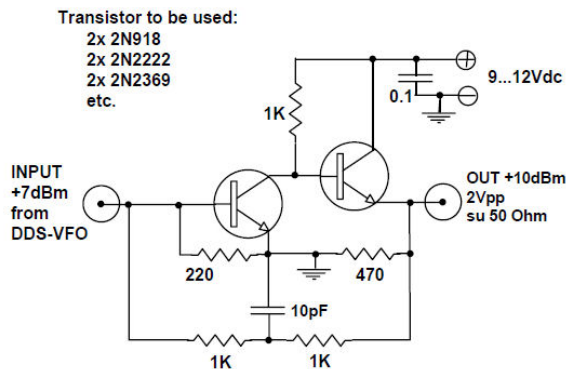 Transistor to be used:
2x 2N918
2x 2N2222
2x 2N2369
etc.
9...12Vdc
0.1
1K
INPUT
+7dBm
from
DDS-VFO
OUT +10dBm
2Vpp
su 50 Ohm
220
470
10pF
1K
1K